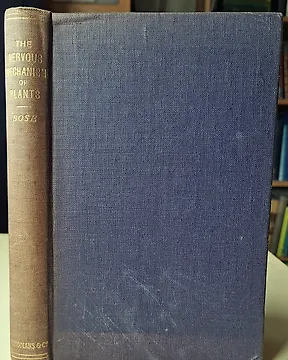 THE
NERVOUS
MECHANISM
OF
PLANTS
BOSE
LONGMANS & Co